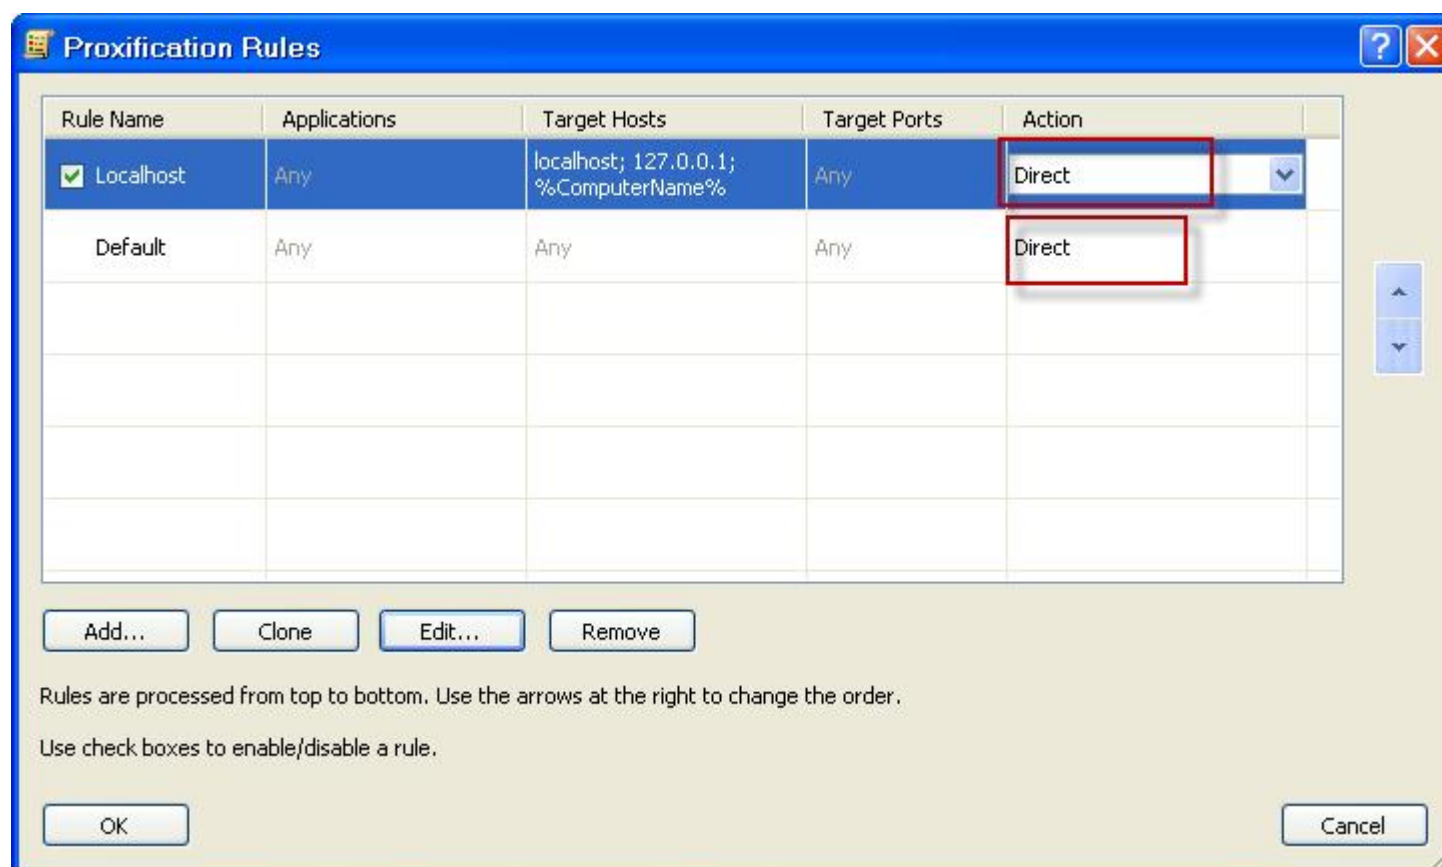 Proxification Rules
?
Rule Name Applications Target Hosts Target Ports Action
Localhost Any localhost; 127.0.0.1; Any Direct
%ComputerName%
Default Any Any Any Direct
Add... Clone Edit... Remove
Rules are processed from top to bottom. Use the arrows at the right to change the order.
Use check boxes to enable/disable a rule.
OK Cancel